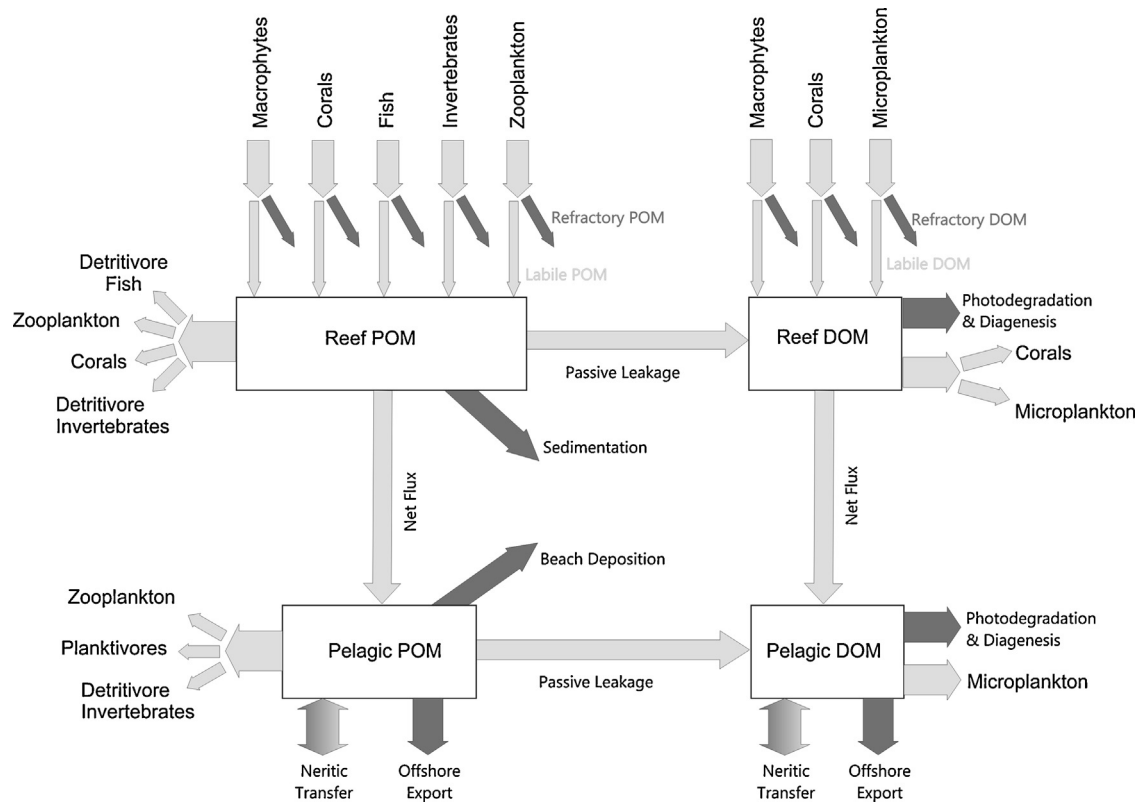 Macrophytes
Corals
Fish
Invertebrates
Zooplankton
Macrophytes
Corals
Microplankton
Refractory POM
Labile POM
Refractory DOM
Labile DOM
Detritivore
Fish
Zooplankton
Corals
Detritivore
Invertebrates
Reef POM
Passive Leakage
Reef DOM
Photodegradation
& Diagenesis
Corals
Microplankton
Sedimentation
Net Flux
Net Flux
Beach Deposition
Zooplankton
Planktivores
Detritivore
Invertebrates
Pelagic POM
Passive Leakage
Pelagic DOM
Photodegradation
& Diagenesis
Microplankton
Neritic
Transfer
Offshore
Export
Neritic
Transfer
Offshore
Export